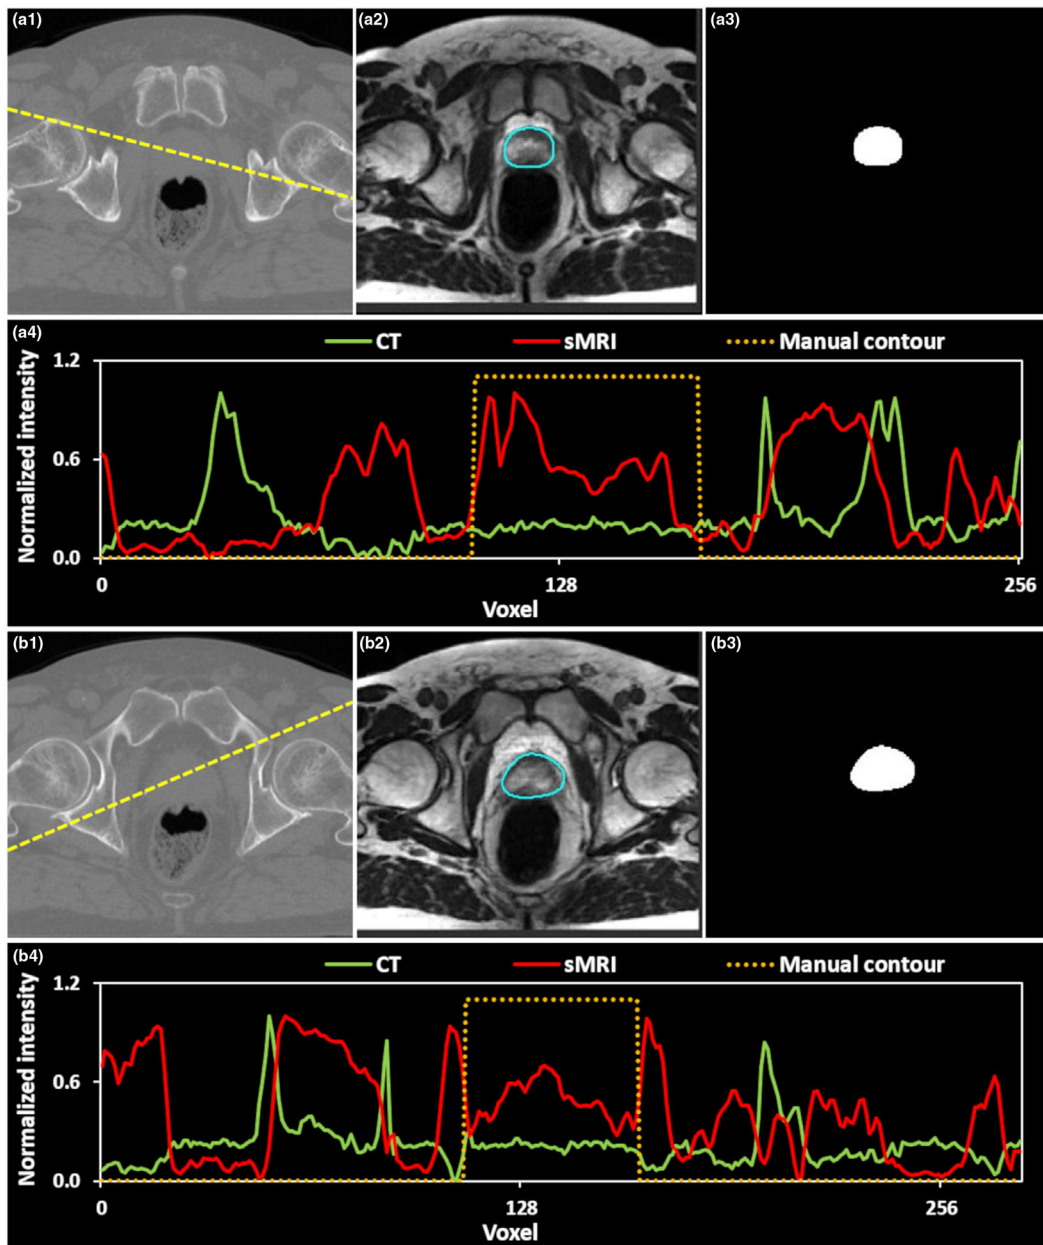 (a1) (a2) (a3)
(a4)
CT sMRI Manual contour
1.2
0.6
0.0
Normalized intensity
0 128 256
Voxel
(b1) (b2) (b3)
(b4)
CT sMRI Manual contour
1.2
0.6
0.0
Normalized intensity
0 128 256
Voxel